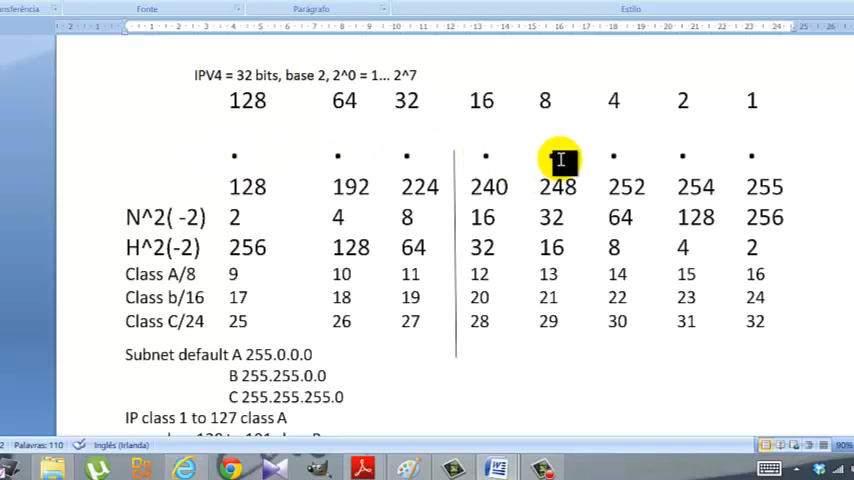 Fonte Parágrafo Estilo
IPV4 = 32 bits, base 2, 2^0 = 1... 2^7
128 64 32 16 8 4 2 1
. . . . . . .
128 192 224 240 248 252 254 255
N^2( -2) 2 4 8 16 32 64 128 256
H^2(-2) 256 128 64 32 16 8 4 2
Class A/8 9 10 11 12 13 14 15 16
Class b/16 17 18 19 20 21 22 23 24
Class C/24 25 26 27 28 29 30 31 32
Subnet default A 255.0.0.0
B 255.255.0.0
C 255.255.255.0
IP class 1 to 127 class A
Palavras: 110 Inglês (Irlanda) 90%